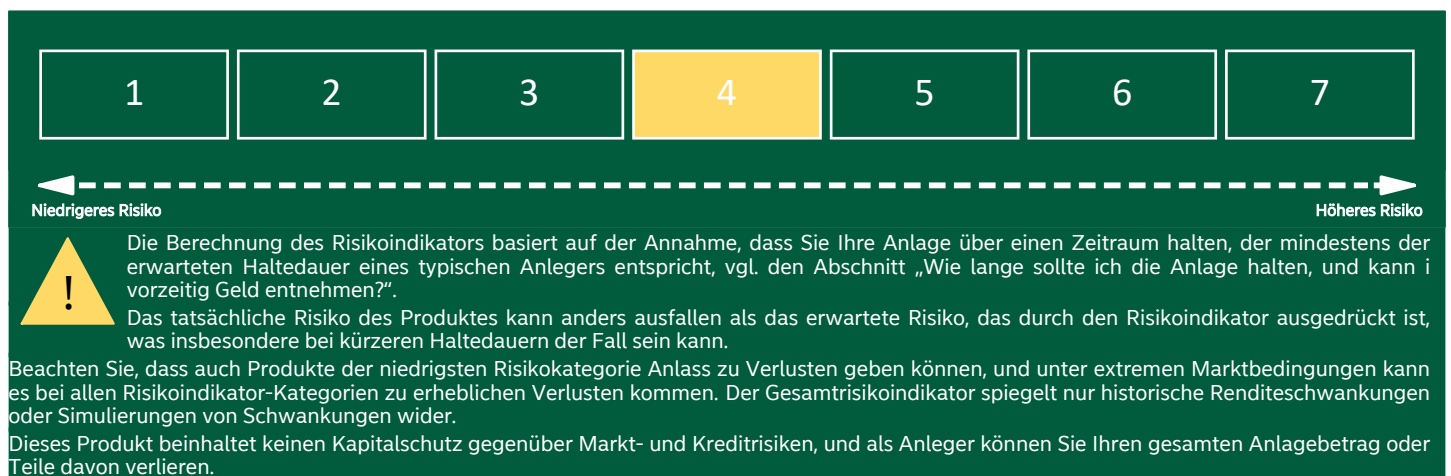 1 2 3 4 5 6 7
Niedrigeres Risiko Höheres Risiko
Die Berechnung des Risikoindikators basiert auf der Annahme, dass Sie Ihre Anlage über einen Zeitraum halten, der mindestens der
erwarteten Haltedauer eines typischen Anlegers entspricht, vgl. den Abschnitt „Wie lange sollte ich die Anlage halten, und kann i
vorzeitig Geld entnehmen?“.
!
Das tatsächliche Risiko des Produktes kann anders ausfallen als das erwartete Risiko, das durch den Risikoindikator ausgedrückt ist,
was insbesondere bei kürzeren Haltedauern der Fall sein kann.
Beachten Sie, dass auch Produkte der niedrigsten Risikokategorie Anlass zu Verlusten geben können, und unter extremen Marktbedingungen kann
es bei allen Risikoindikator-Kategorien zu erheblichen Verlusten kommen. Der Gesamtrisikoindikator spiegelt nur historische Renditeschwankungen
oder Simulierungen von Schwankungen wider.
Dieses Produkt beinhaltet keinen Kapitalschutz gegenüber Markt- und Kreditrisiken, und als Anleger können Sie Ihren gesamten Anlagebetrag oder
Teile davon verlieren.